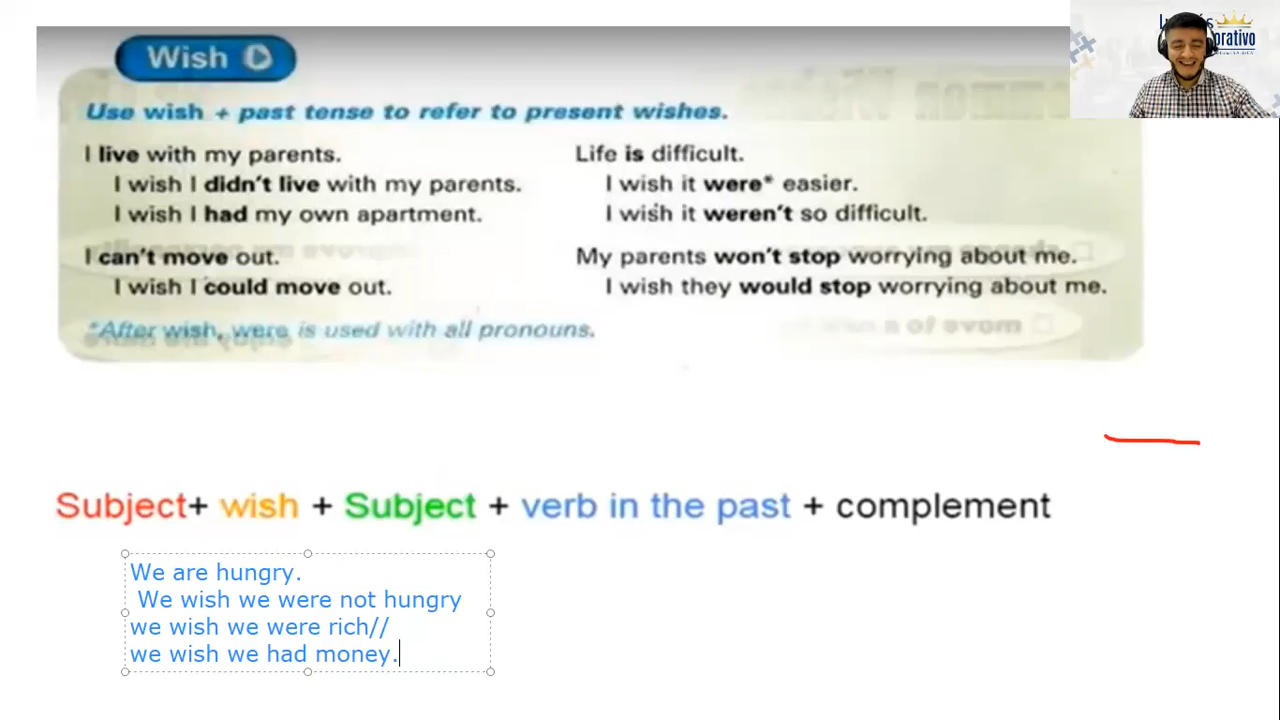 Wish
Use wish + past tense to refer to present wishes.
I live with my parents.
I wish I didn't live with my parents.
I wish I had my own apartment.
I can't move out.
I wish I could move out.
Life is difficult.
I wish it were* easier.
I wish it weren't so difficult.
My parents won't stop worrying about me.
I wish they would stop worrying about me.
*After wish, were is used with all pronouns.
Subject+ wish + Subject + verb in the past + complement
We are hungry.
We wish we were not hungry
we wish we were rich//
we wish we had money.